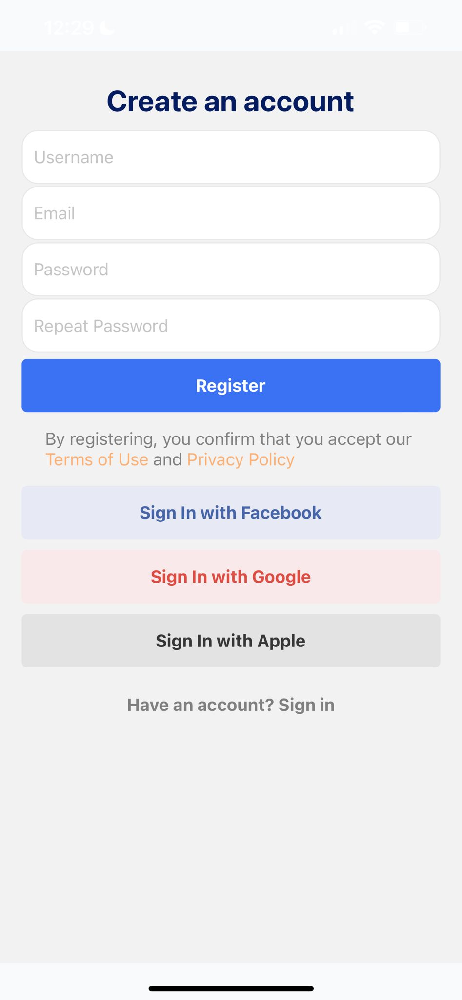 12:29
Create an account
Username
Email
Password
Repeat Password
Register
By registering, you confirm that you accept our
Terms of Use and Privacy Policy
Sign In with Facebook
Sign In with Google
Sign In with Apple
Have an account? Sign in